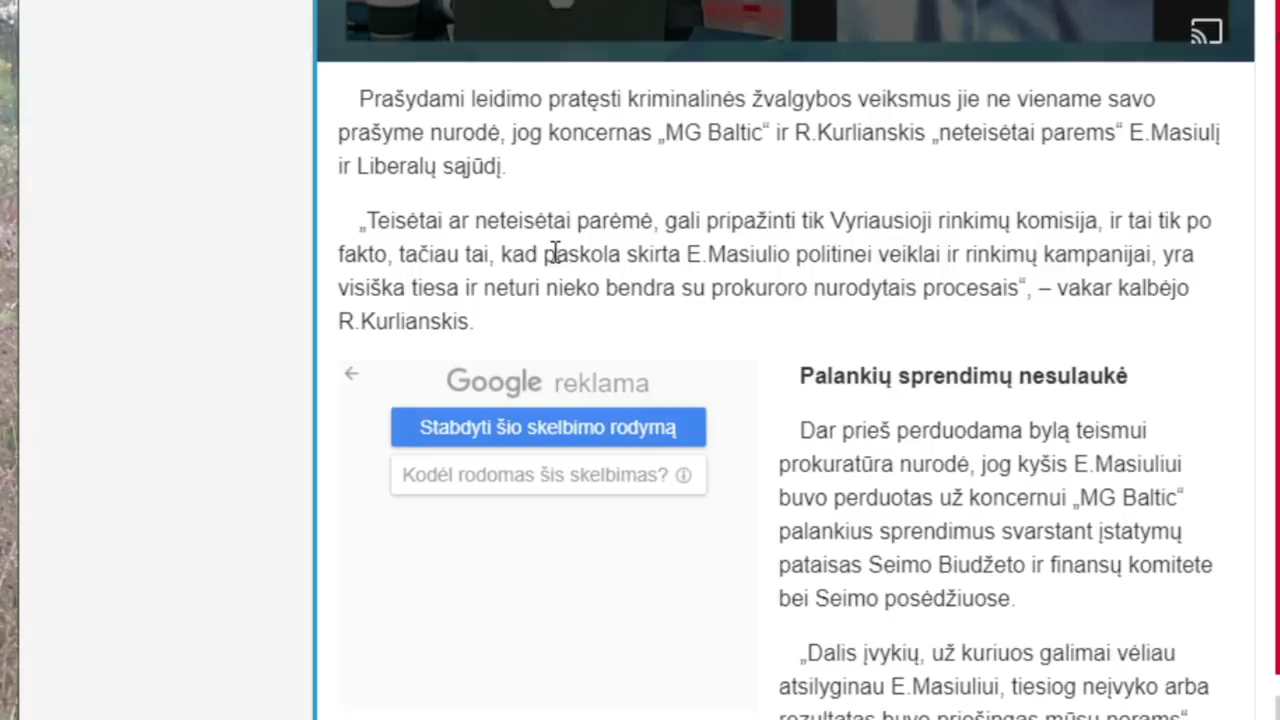 Prašydami leidimo pratęsti kriminalinės žvalgybos veiksmus jie ne viename savo
prašyme nurodė, jog koncernas „MG Baltic“ ir R.Kurlianskis „neteisėtai parems“ E.Masiulį
ir Liberalų sąjūdį.
„Teisėtai ar neteisėtai parėmė, gali pripažinti tik Vyriausioji rinkimų komisija, ir tai tik po
fakto, tačiau tai, kad paskola skirta E.Masiulio politinei veiklai ir rinkimų kampanijai, yra
visiška tiesa ir neturi nieko bendra su prokuroro nurodytais procesais“, – vakar kalbėjo
R.Kurlianskis.
Google reklama
Stabdyti šio skelbimo rodymą
Kodėl rodomas šis skelbimas?
Palankių sprendimų nesulaukė
Dar prieš perduodama bylą teismui
prokuratūra nurodė, jog kyšis E.Masiuliui
buvo perduotas už koncernui „MG Baltic“
palankius sprendimus svarstant įstatymų
pataisas Seimo Biudžeto ir finansų komitete
bei Seimo posėdžiuose.
„Dalis įvykių, už kuriuos galimai vėliau
atsilyginau E.Masiuliui, tiesiog neįvyko arba
rezultatas buvo priešingas mūsų norams“